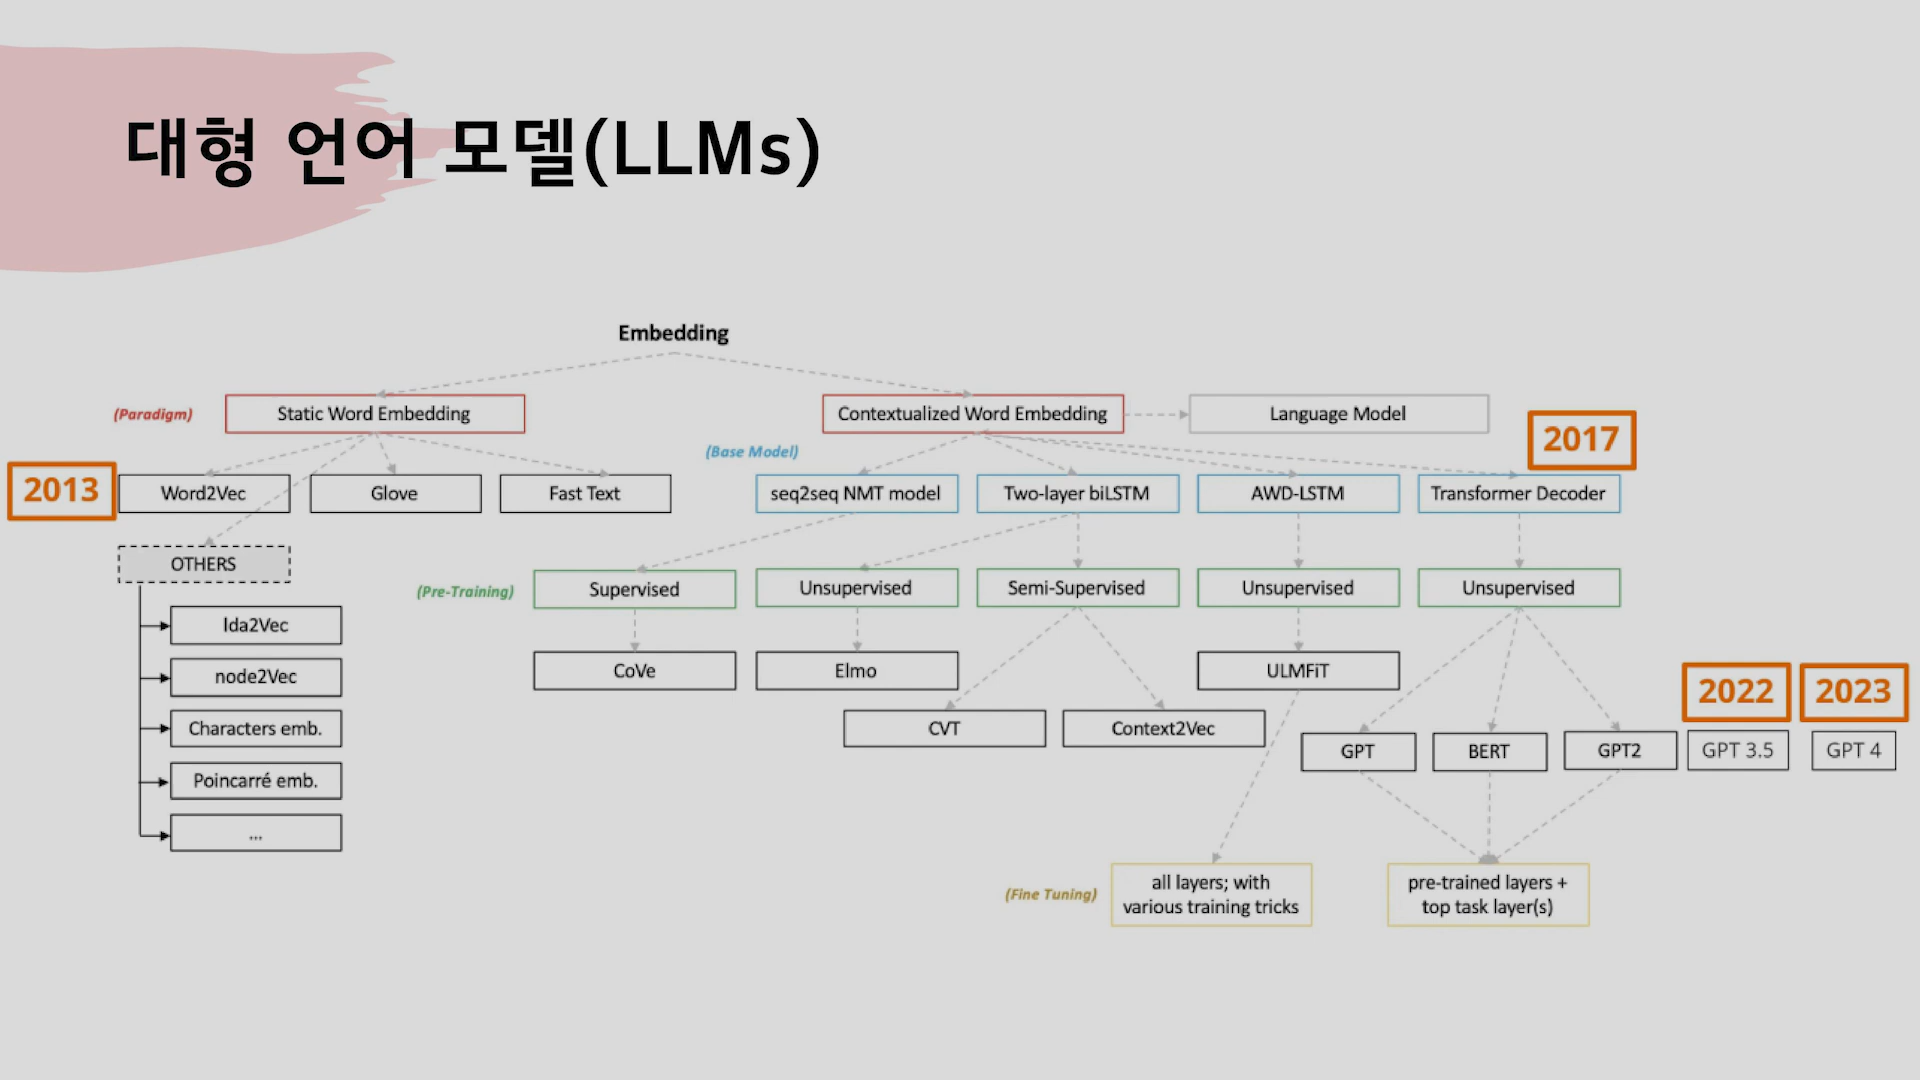 대형 언어 모델(LLMs)
Embedding
(Paradigm)
Static Word Embedding
Contextualized Word Embedding
Language Model
2017
(Base Model)
2013
Word2Vec
Glove
Fast Text
seq2seq NMT model
Two-layer biLSTM
AWD-LSTM
Transformer Decoder
OTHERS
(Pre-Training)
Supervised
Unsupervised
Semi-Supervised
Unsupervised
Unsupervised
lda2Vec
node2Vec
Characters emb.
Poincarré emb.
...
CoVe
Elmo
ULMFiT
CVT
Context2Vec
2022
2023
GPT
BERT
GPT2
GPT 3.5
GPT 4
(Fine Tuning)
all layers; with
various training tricks
pre-trained layers +
top task layer(s)